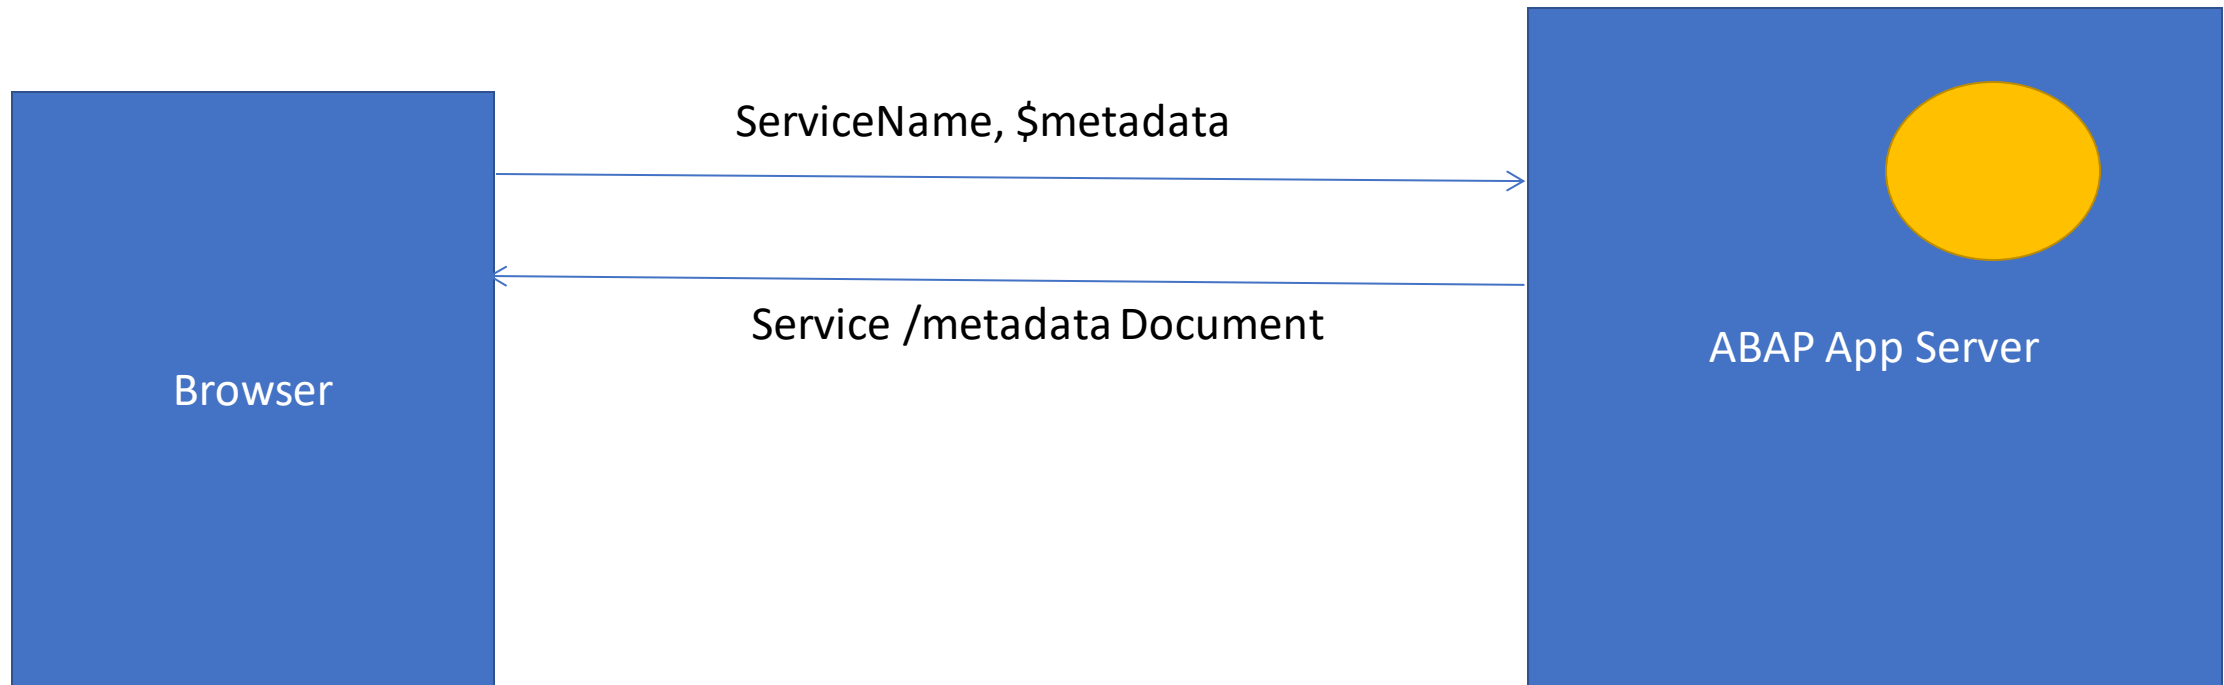 ServiceName, $metadata
Service /metadata Document
ABAP App Server
Browser